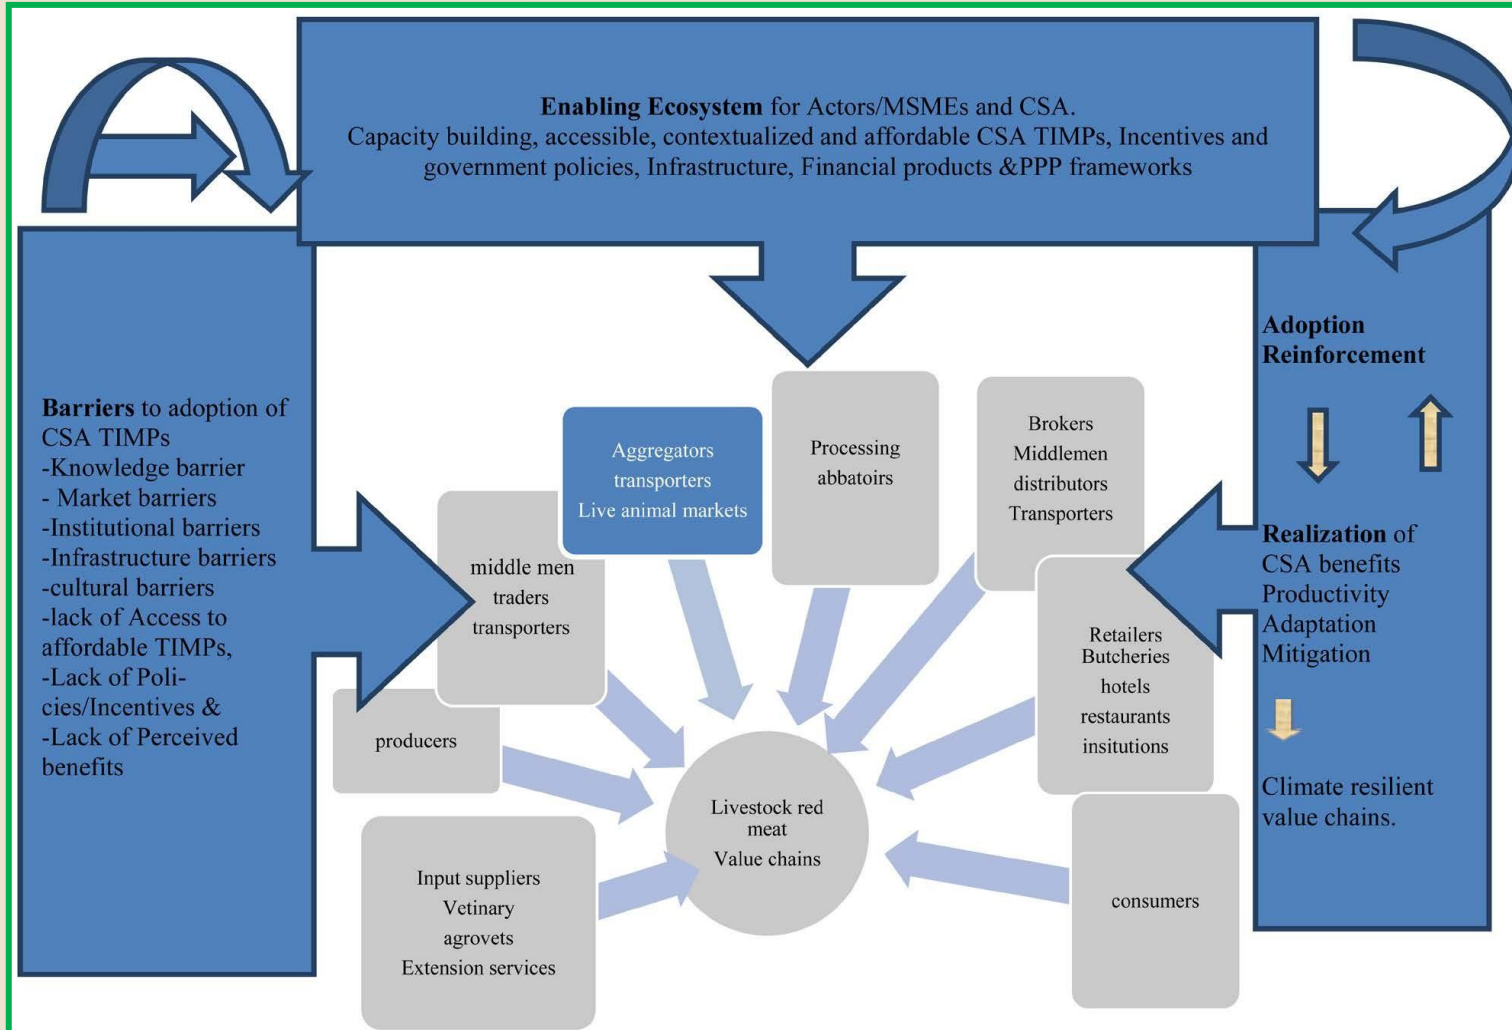 Enabling Ecosystem for Actors/MSMEs and CSA.
Capacity building, accessible, contextualized and affordable CSA TIMPs, Incentives and
government policies, Infrastructure, Financial products &PPP frameworks
Barriers to adoption of
CSA TIMPs
-Knowledge barrier
- Market barriers
-Institutional barriers
-Infrastructure barriers
-cultural barriers
-lack of Access to
affordable TIMPs,
-Lack of Poli-
cies/Incentives &
-Lack of Perceived
benefits
Input suppliers
Vetinary
agrovets
Extension services
producers
middle men
traders
transporters
Aggregators
transporters
Live animal markets
Processing
abbatoirs
Brokers
Middlemen
distributors
Transporters
Retailers
Butcheries
hotels
restaurants
insitutions
consumers
Livestock red
meat
Value chains
Adoption
Reinforcement
Realization of
CSA benefits
Productivity
Adaptation
Mitigation
Climate resilient
value chains.